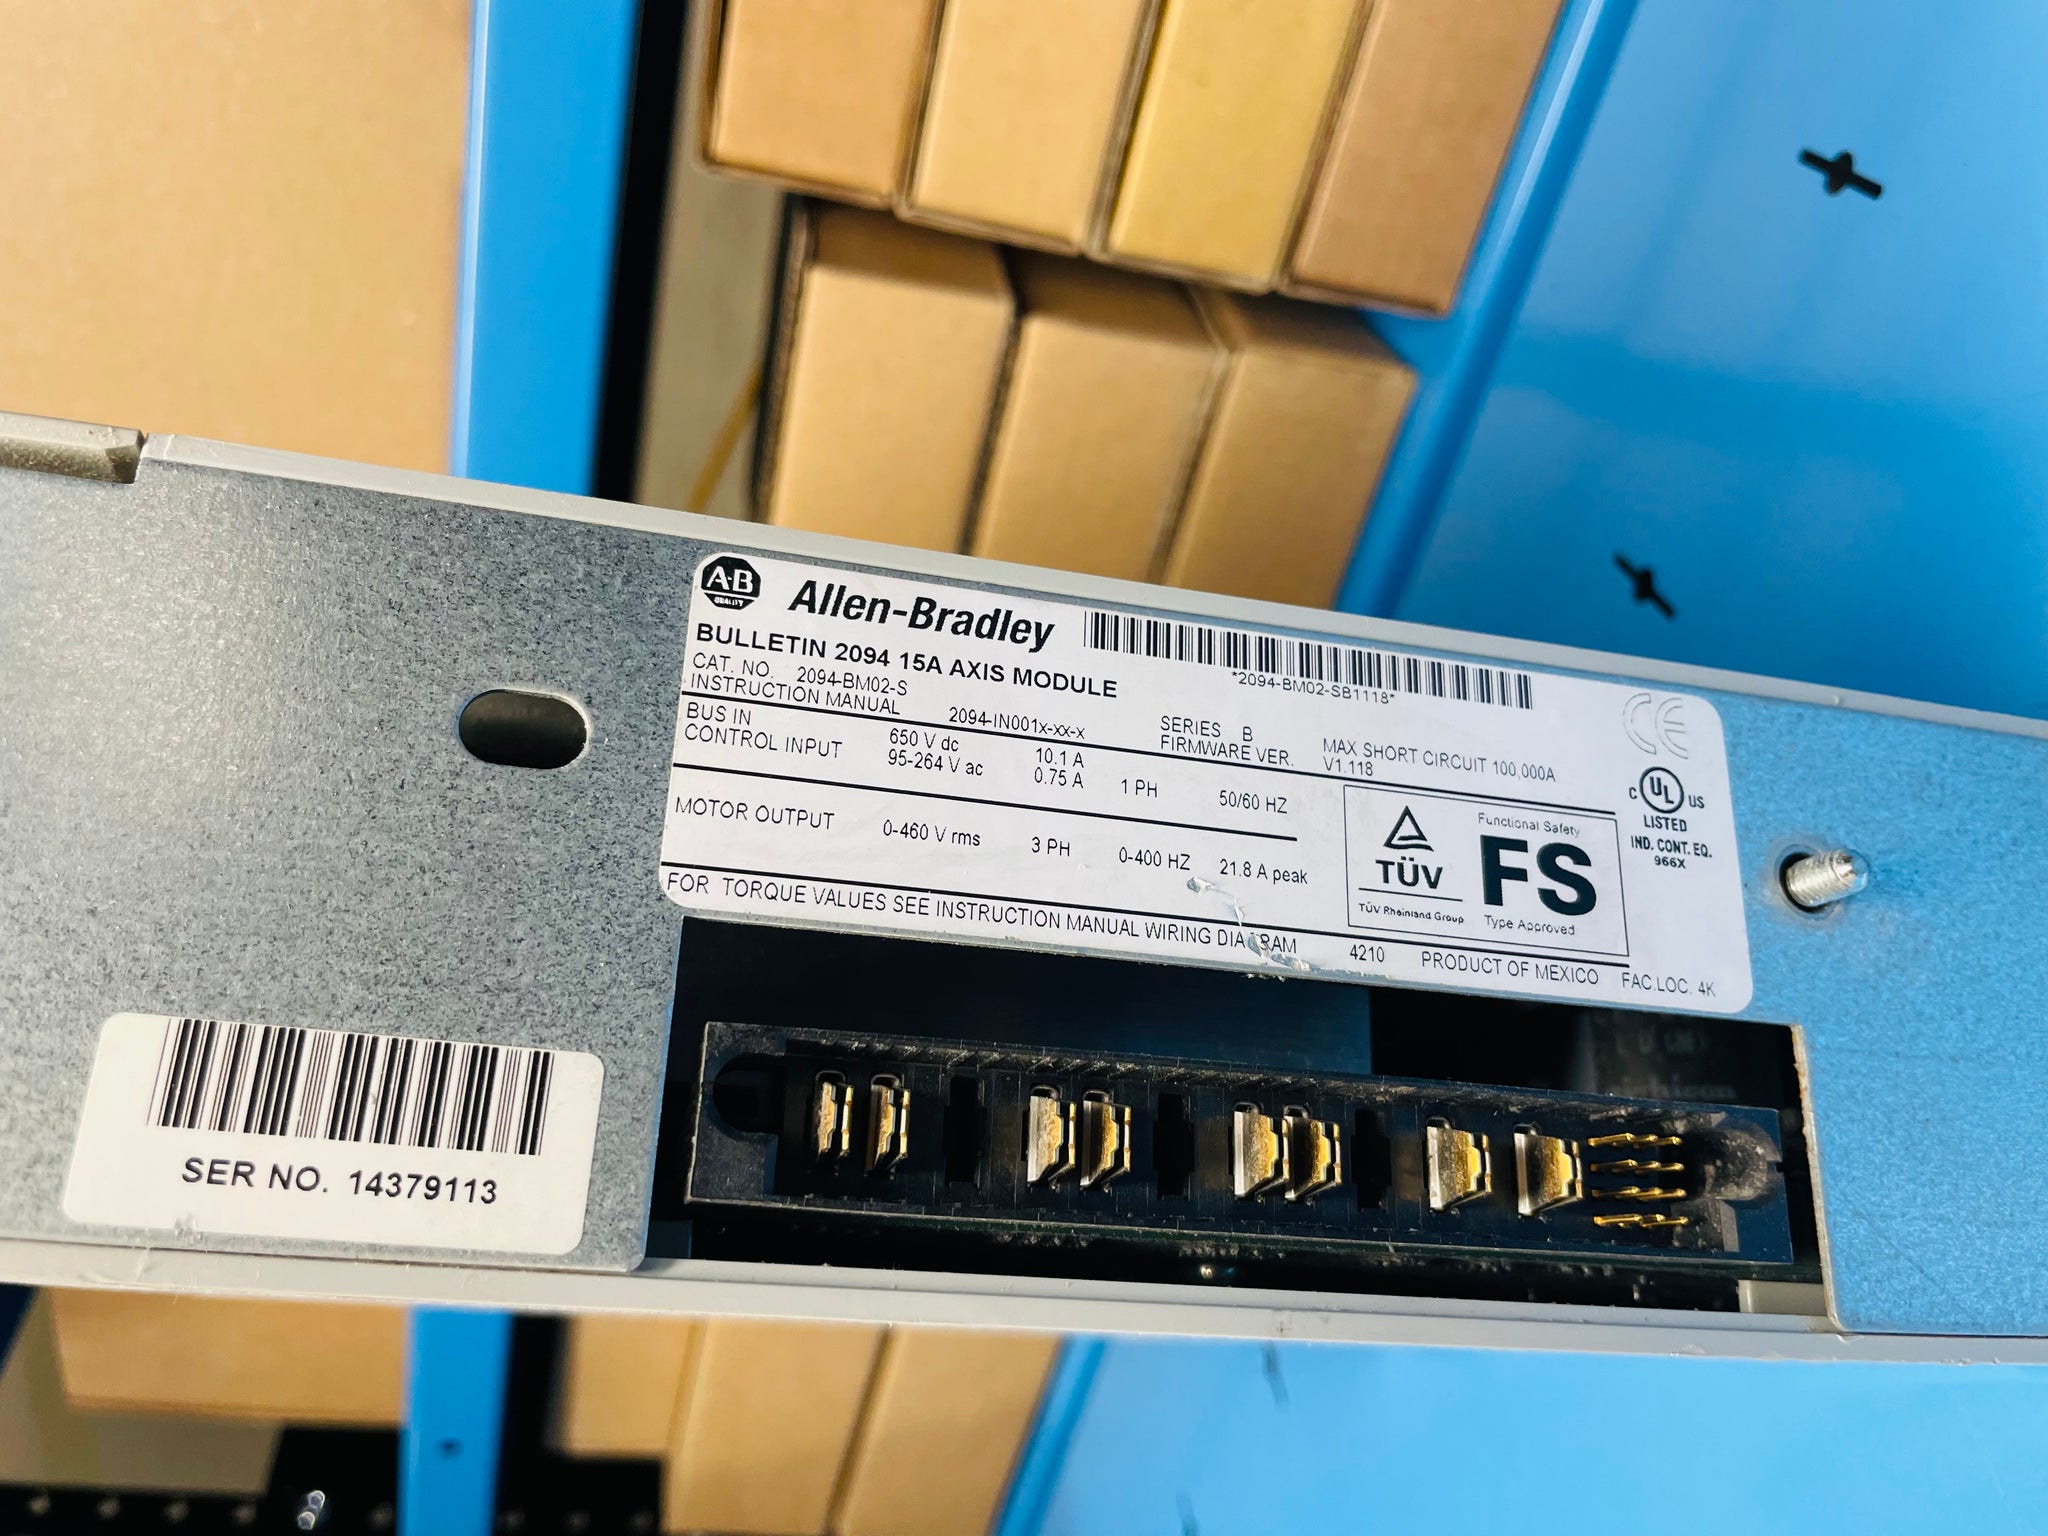 A·B
QUALITY
Allen-Bradley
BULLETIN 2094 15A AXIS MODULE
*2094-BM02-SB1118*
CAT. NO. 2094-BM02-S
INSTRUCTION MANUAL 2094-IN001x-xx-x
SERIES B
FIRMWARE VER. V1.118
MAX SHORT CIRCUIT 100,000A
BUS IN 650 V dc 10.1 A
CONTROL INPUT 95-264 V ac 0.75 A 1 PH 50/60 HZ
MOTOR OUTPUT 0-460 V rms 3 PH 0-400 HZ 21.8 A peak
FOR TORQUE VALUES SEE INSTRUCTION MANUAL WIRING DIAGRAM
4210 PRODUCT OF MEXICO FAC.LOC. 4K
TÜV
TÜV Rheinland Group
Functional Safety
FS
Type Approved
CE
C UL US
LISTED
IND. CONT. EQ.
966X
SER NO. 14379113